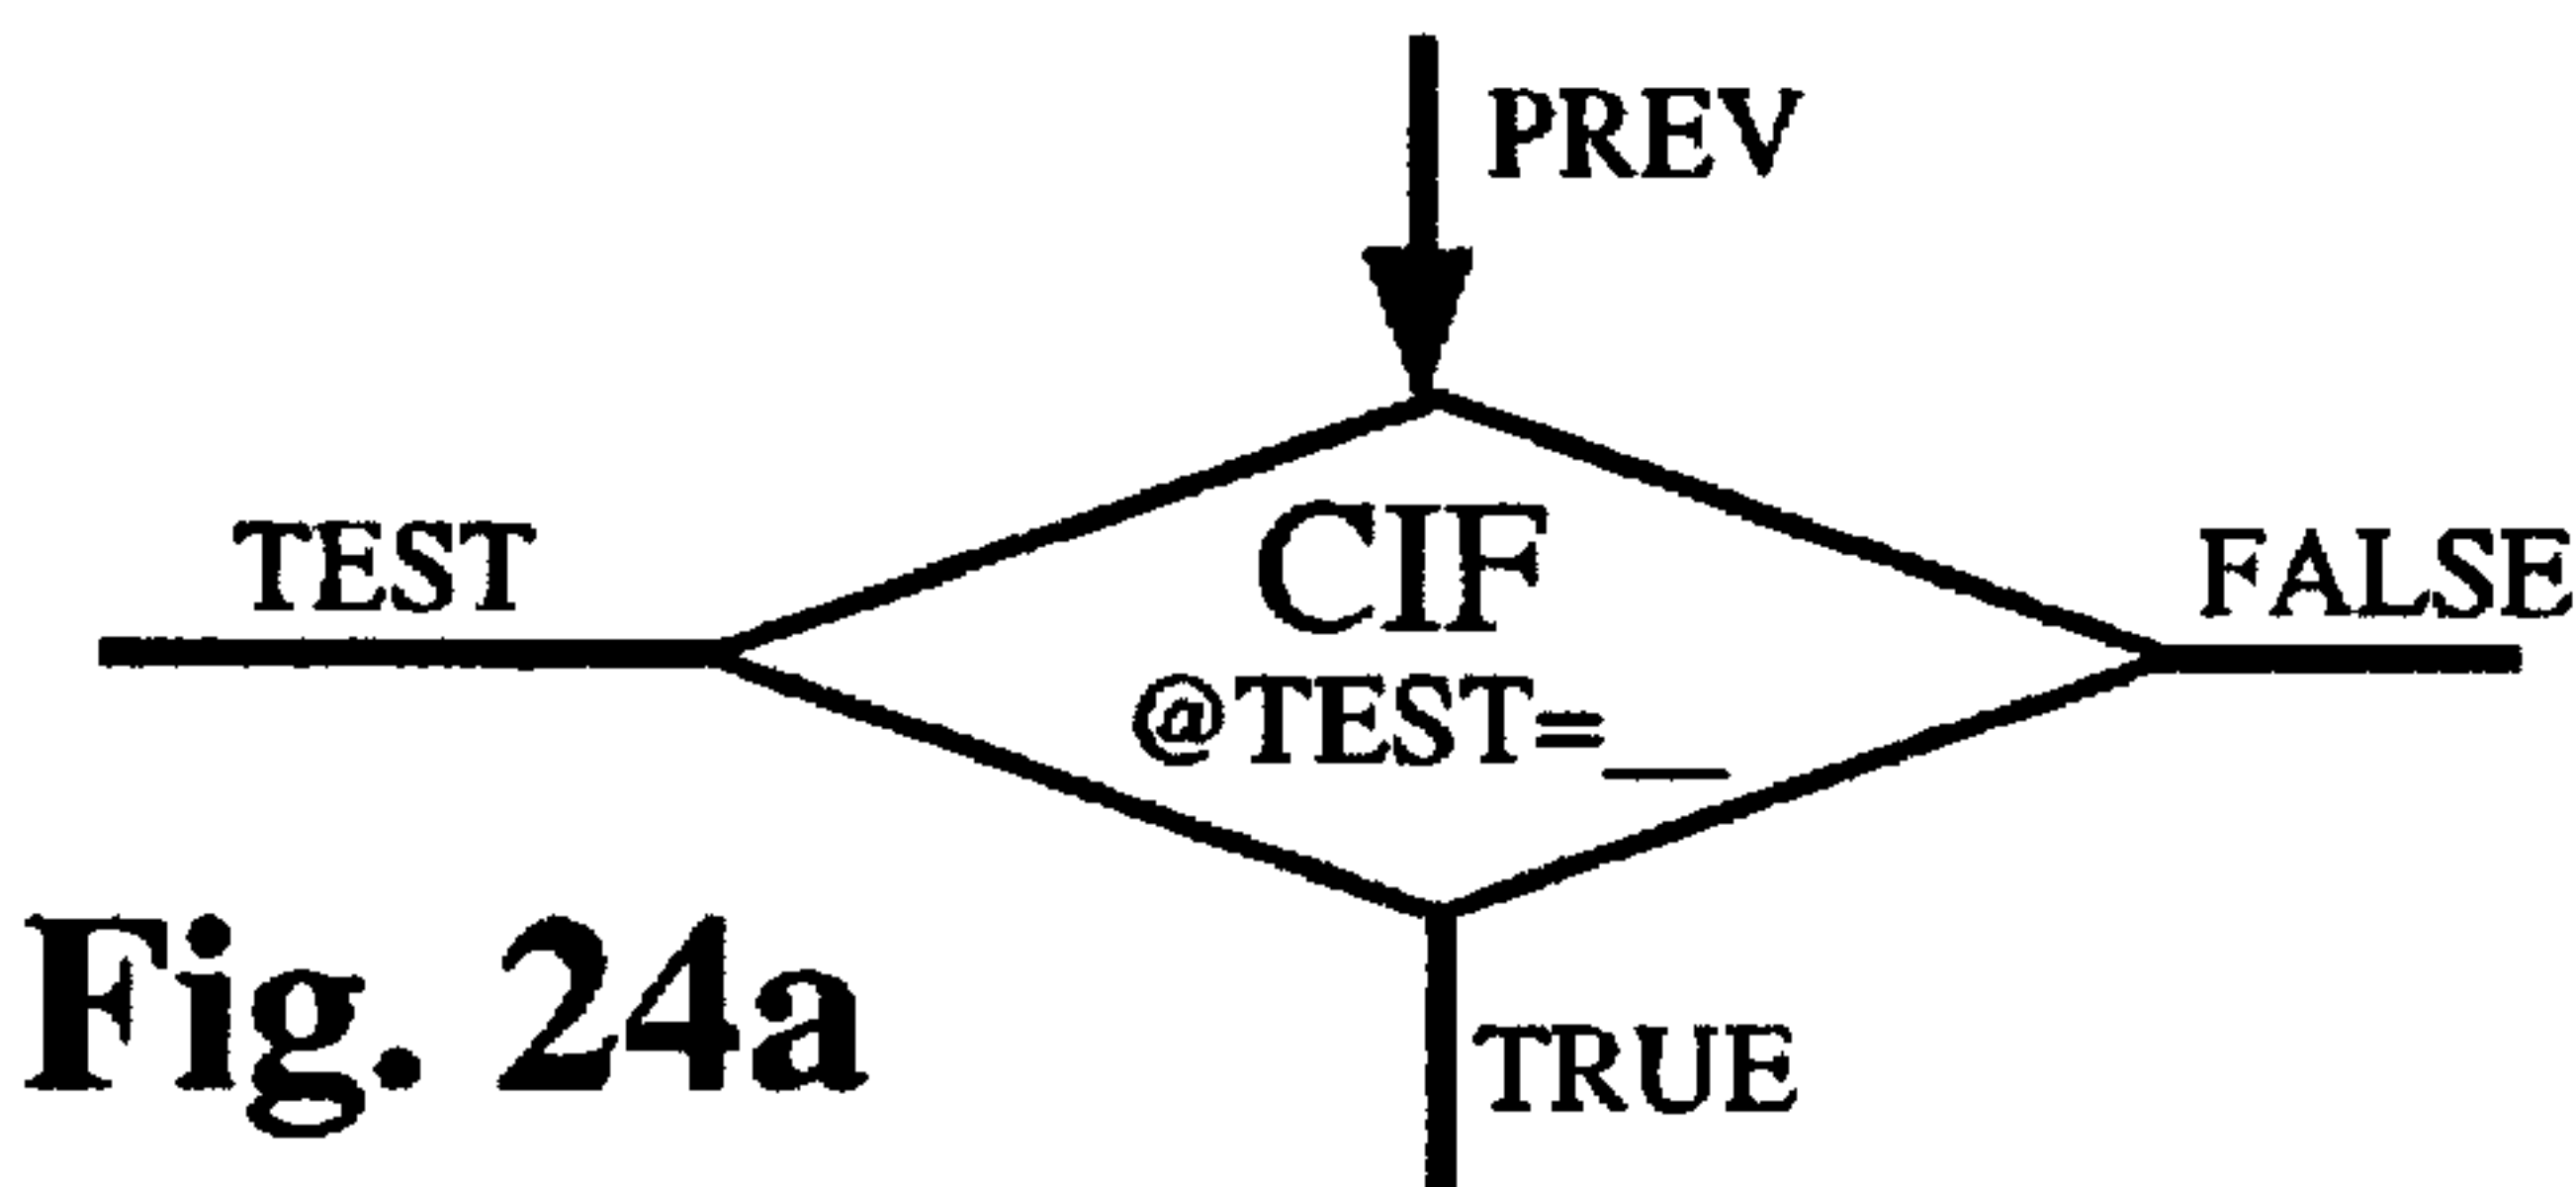 PREV
TEST
CIF
FALSE
@TEST=__
Fig. 24a
TRUE